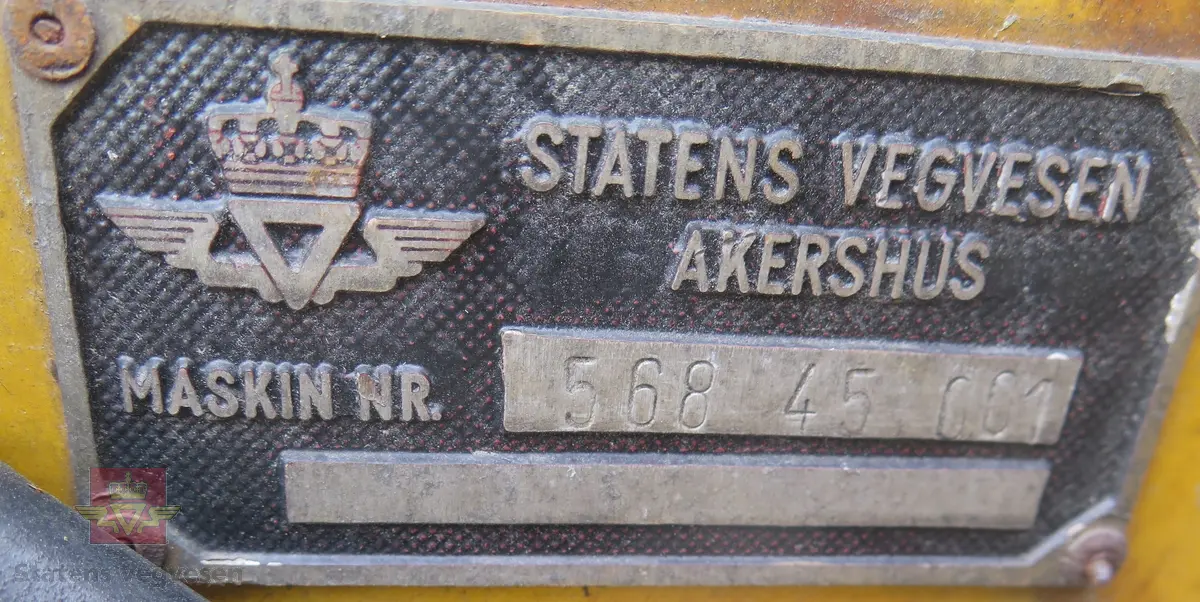 STATENS VEGVESEN
AKERSHUS
MASKIN NR. 568 45 001
Statens Vegvesen